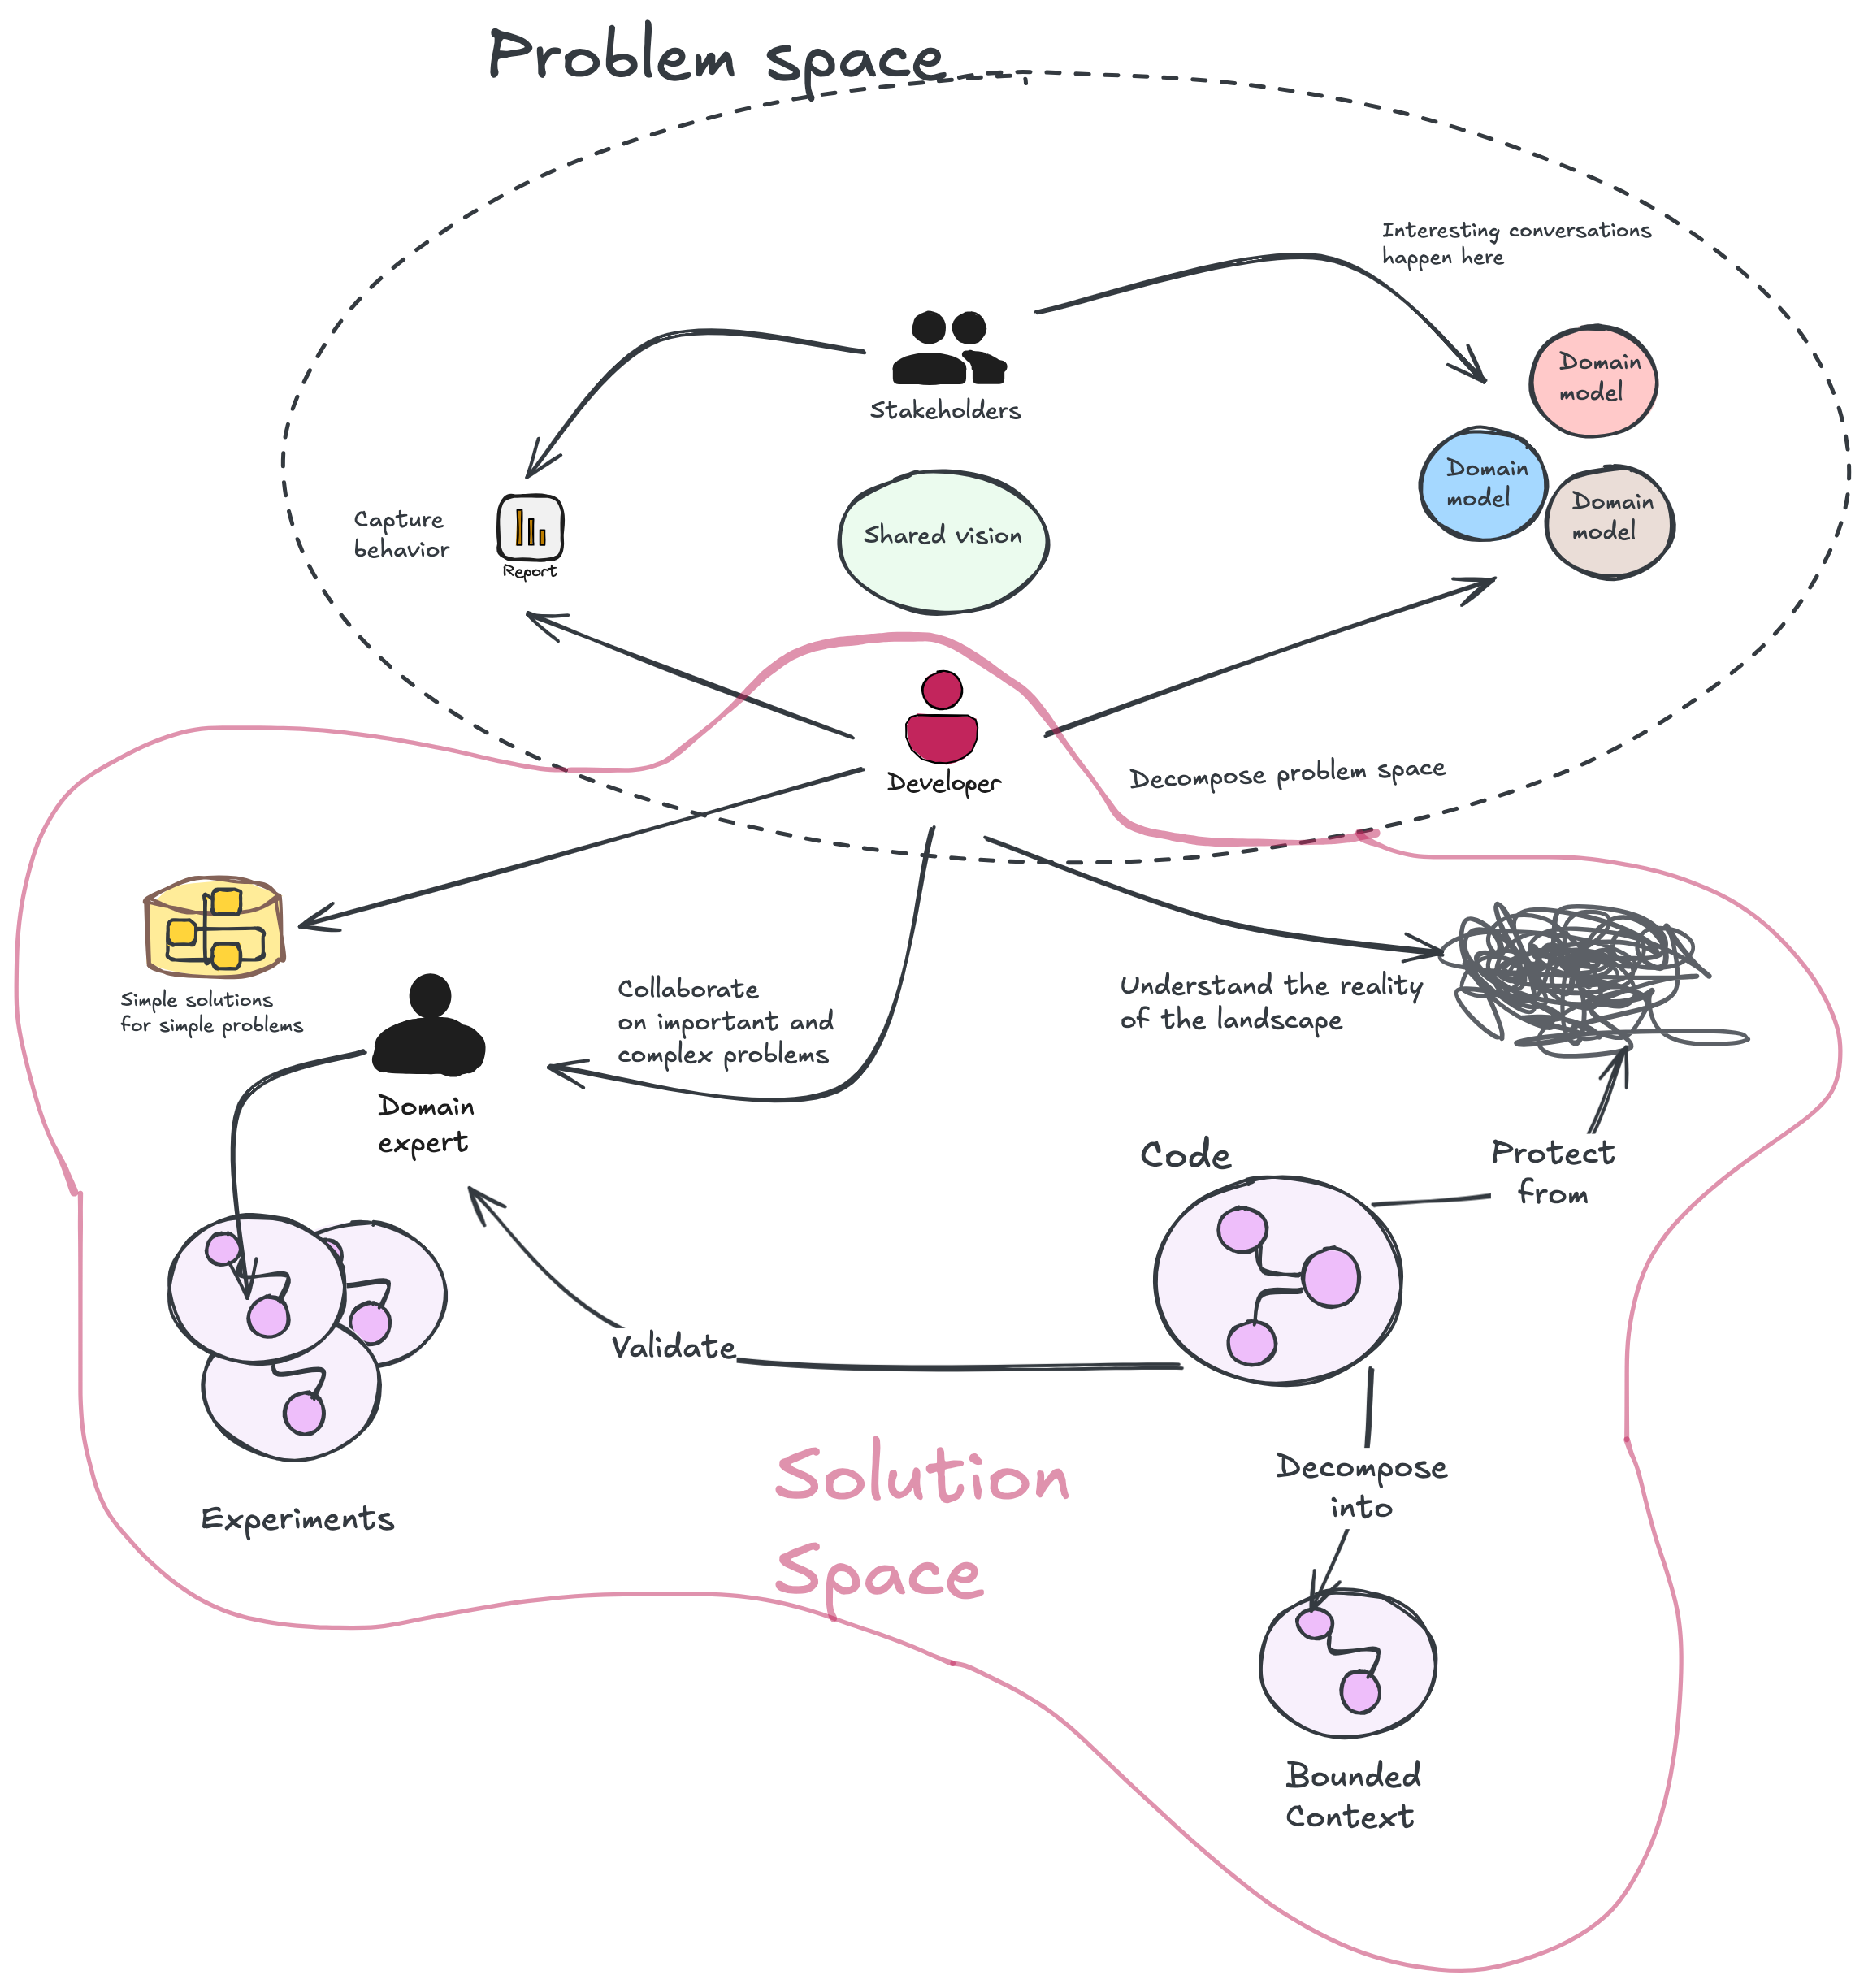 Problem space
Interesting conversations
happen here
Stakeholders
Domain
model
Domain
model
Domain
model
Capture
behavior
Report
Shared vision
Developer
Decompose problem space
Simple solutions
for simple problems
Collaborate
on important and
complex problems
Understand the reality
of the landscape
Domain
expert
Code
Protect
from
Validate
Experiments
Solution
Space
Decompose
into
Bounded
Context